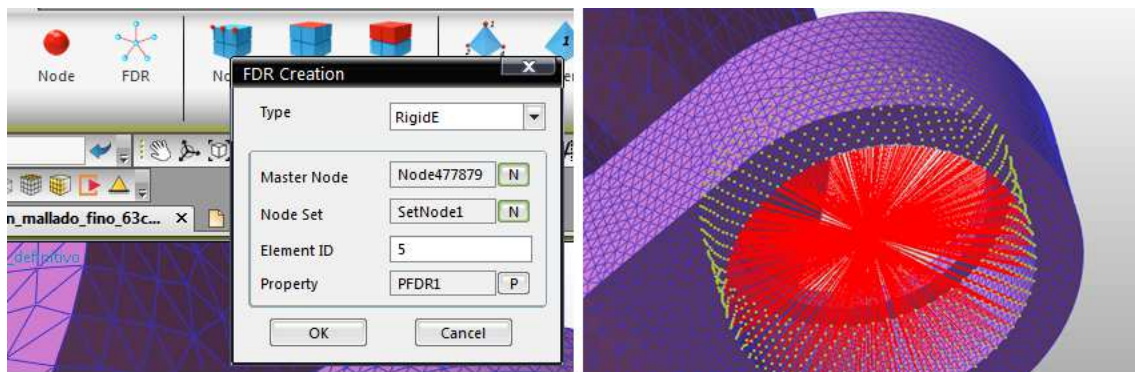 Node
FDR
FDR Creation
Type
RigidE
Master Node
Node477879
N
Node Set
SetNode1
N
Element ID
5
Property
PFDR1
P
OK
Cancel
n_mallado_fino_63c...
definitivo